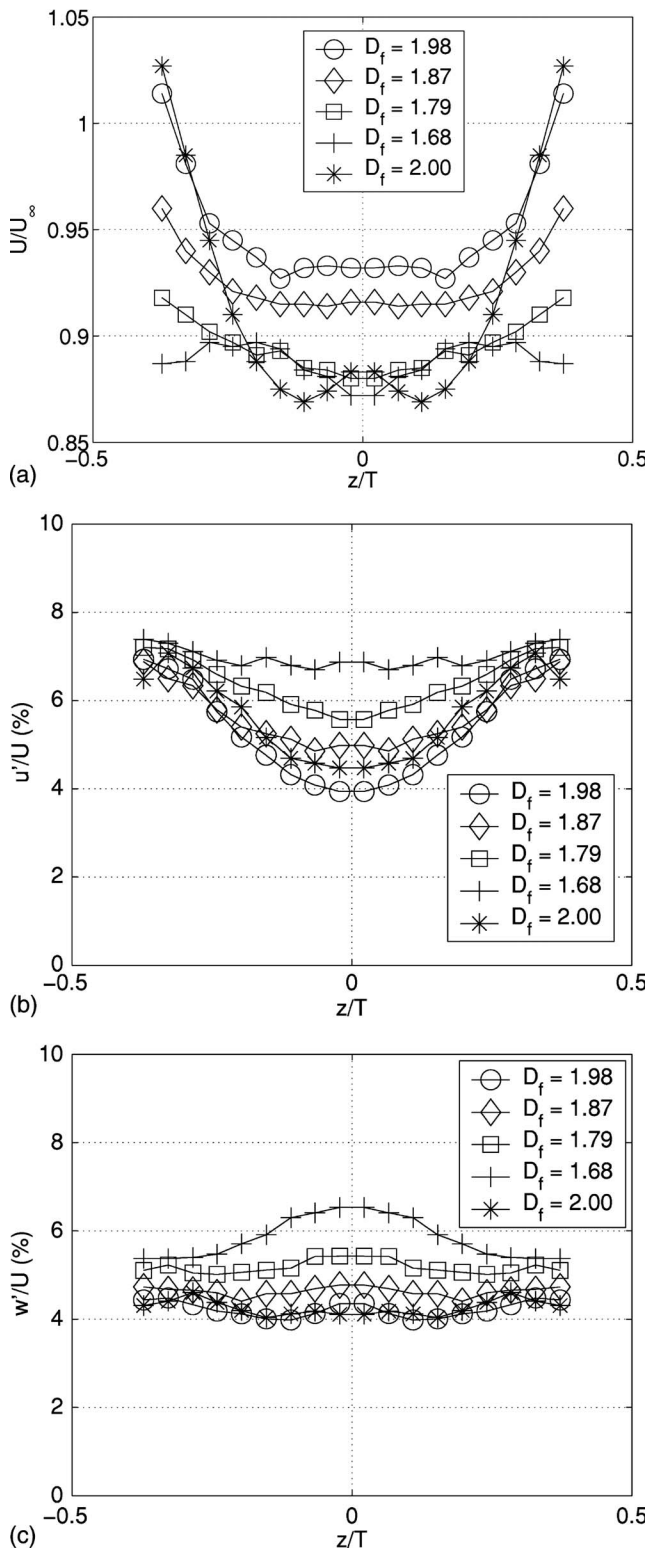 1.05
1
0.95
0.9
0.85
U/U∞
D_f = 1.98
D_f = 1.87
D_f = 1.79
D_f = 1.68
D_f = 2.00
−0.5 0 0.5
z/T
(a)
10
8
6
4
2
0
u'/U (%)
D_f = 1.98
D_f = 1.87
D_f = 1.79
D_f = 1.68
D_f = 2.00
−0.5 0 0.5
z/T
(b)
10
8
6
4
2
0
w'/U (%)
D_f = 1.98
D_f = 1.87
D_f = 1.79
D_f = 1.68
D_f = 2.00
−0.5 0 0.5
z/T
(c)